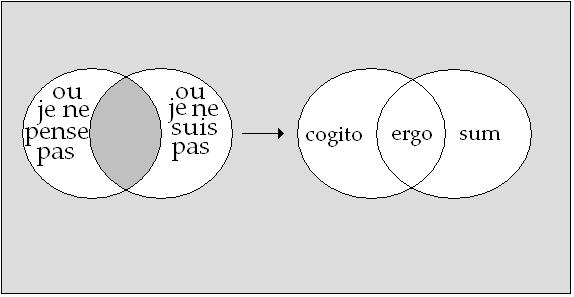 ou
je ne
pense
pas
ou
je ne
suis
pas
cogito
ergo
sum